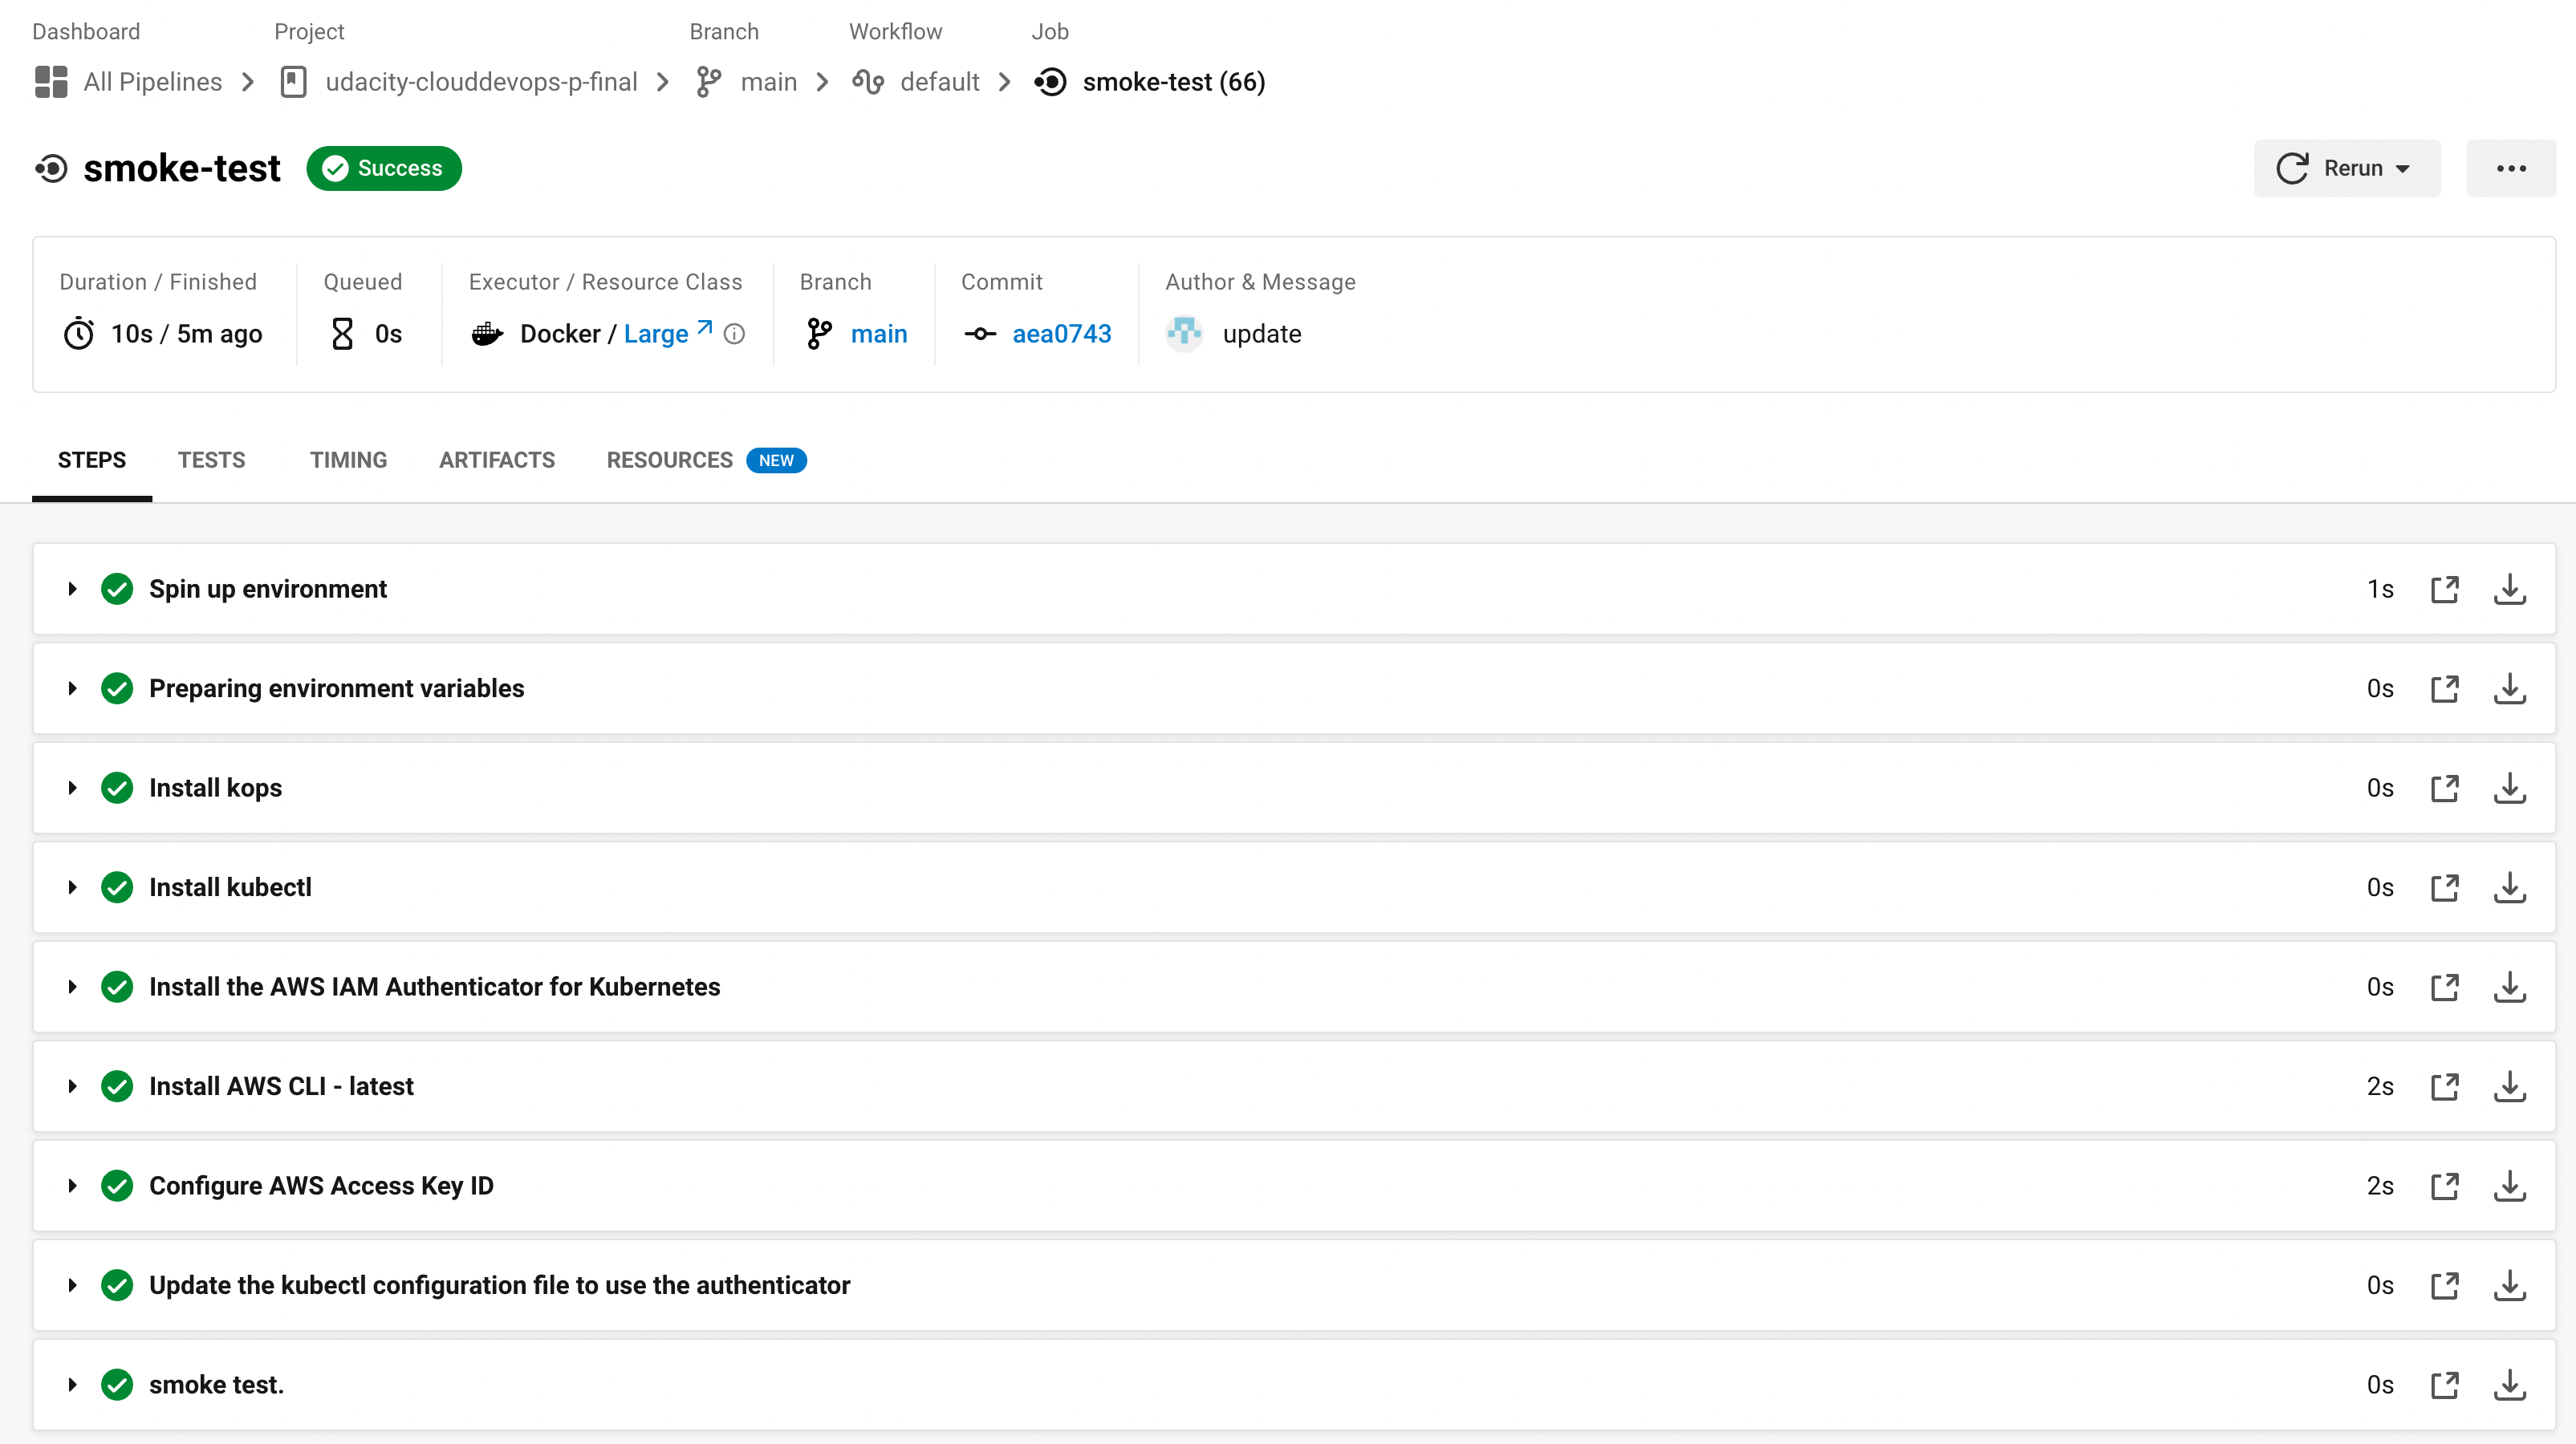 Dashboard Project Branch Workflow Job
All Pipelines udacity-clouddevops-p-final main default smoke-test (66)
smoke-test Success Rerun
Duration / Finished Queued Executor / Resource Class Branch Commit Author & Message
10s / 5m ago 0s Docker / Large main aea0743 update
STEPS TESTS TIMING ARTIFACTS RESOURCES NEW
Spin up environment 1s
Preparing environment variables 0s
Install kops 0s
Install kubectl 0s
Install the AWS IAM Authenticator for Kubernetes 0s
Install AWS CLI - latest 2s
Configure AWS Access Key ID 2s
Update the kubectl configuration file to use the authenticator 0s
smoke test. 0s